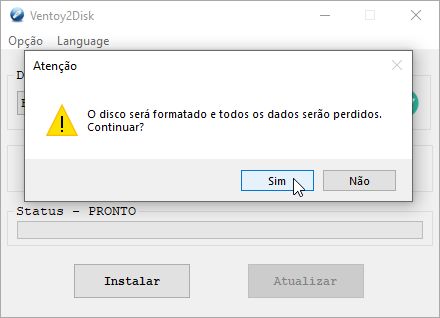 Ventoy2Disk
Opção Language
Atenção
O disco será formatado e todos os dados serão perdidos.
Continuar?
Sim Não
Status - PRONTO
Instalar Atualizar